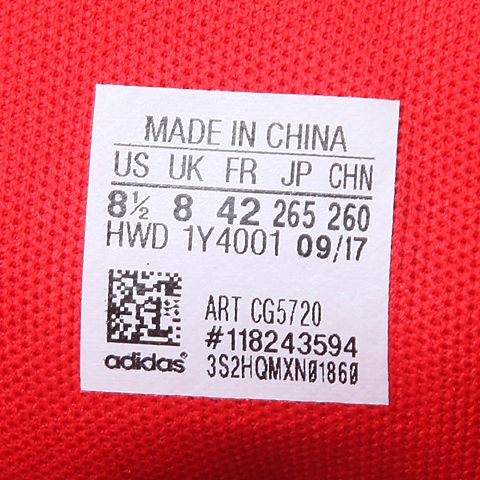 MADE IN CHINA
US UK FR JP CHN
8½ 8 42 265 260
HWD 1Y4001 09/17
ART CG5720
#118243594
adidas 3S2HQMXN01860